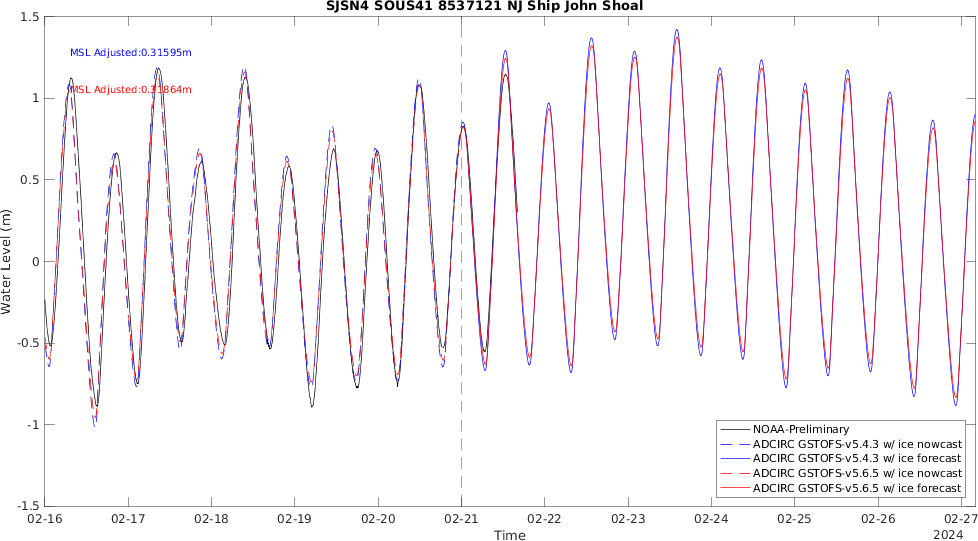 SJSN4 SOUS41 8537121 NJ Ship John Shoal
1.5
MSL Adjusted:0.31595m
MSL Adjusted:0.31864m
1
0.5
0
-0.5
-1
-1.5
Water Level (m)
NOAA-Preliminary
ADCIRC GSTOFS-v5.4.3 w/ ice nowcast
ADCIRC GSTOFS-v5.4.3 w/ ice forecast
ADCIRC GSTOFS-v5.6.5 w/ ice nowcast
ADCIRC GSTOFS-v5.6.5 w/ ice forecast
02-16 02-17 02-18 02-19 02-20 02-21 02-22 02-23 02-24 02-25 02-26 02-27
Time
2024